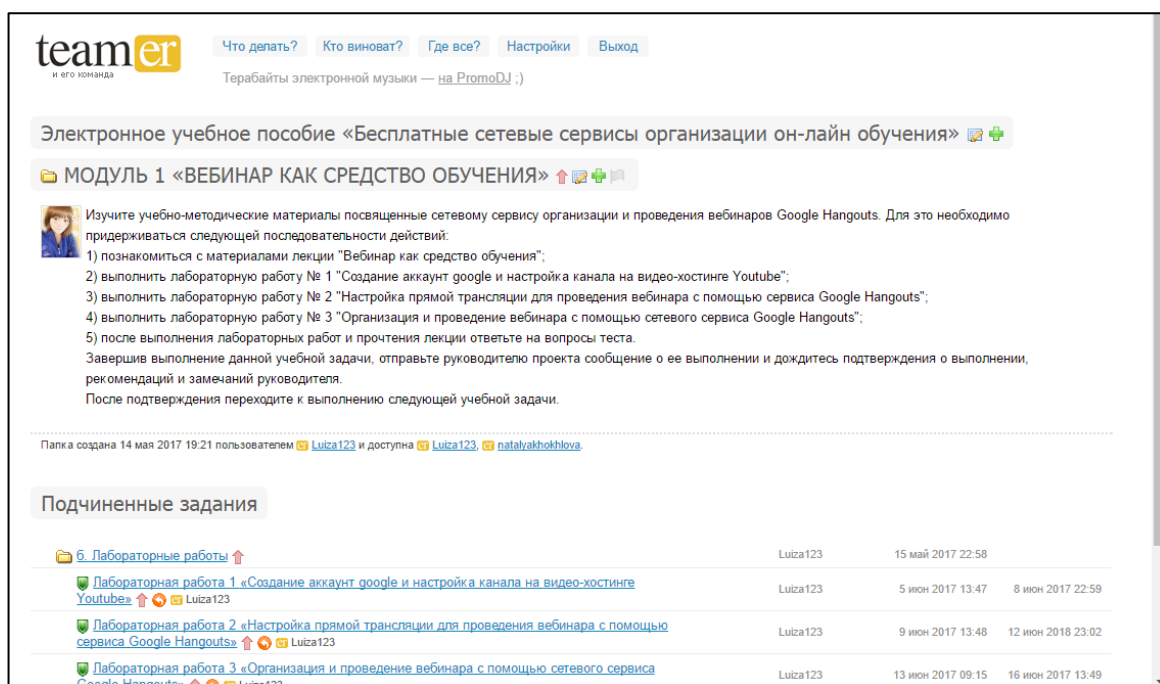 teamer
и его команда
Что делать? Кто виноват? Где все? Настройки Выход
Терабайты электронной музыки — на PromoDJ ;)
Электронное учебное пособие «Бесплатные сетевые сервисы организации он-лайн обучения»
МОДУЛЬ 1 «ВЕБИНАР КАК СРЕДСТВО ОБУЧЕНИЯ»
Изучите учебно-методические материалы посвященные сетевому сервису организации и проведения вебинаров Google Hangouts. Для это необходимо
придерживаться следующей последовательности действий:
1) познакомиться с материалами лекции "Вебинар как средство обучения";
2) выполнить лабораторную работу № 1 "Создание аккаунт google и настройка канала на видео-хостинге Youtube";
3) выполнить лабораторную работу № 2 "Настройка прямой трансляции для проведения вебинара с помощью сервиса Google Hangouts";
4) выполнить лабораторную работу № 3 "Организация и проведение вебинара с помощью сетевого сервиса Google Hangouts";
5) после выполнения лабораторных работ и прочтения лекции ответьте на вопросы теста.
Завершив выполнение данной учебной задачи, отправьте руководителю проекта сообщение о ее выполнении и дождитесь подтверждения о выполнении,
рекомендаций и замечаний руководителя.
После подтверждения переходите к выполнению следующей учебной задачи.
Папка создана 14 мая 2017 19:21 пользователем Luiza123 и доступна Luiza123, natalyakhokhlova.
Подчиненные задания
б. Лабораторные работы Luiza123 15 май 2017 22:58
Лабораторная работа 1 «Создание аккаунт google и настройка канала на видео-хостинге
Youtube» Luiza123 Luiza123 5 июн 2017 13:47 8 июн 2017 22:59
Лабораторная работа 2 «Настройка прямой трансляции для проведения вебинара с помощью
сервиса Google Hangouts» Luiza123 Luiza123 9 июн 2017 13:48 12 июн 2018 23:02
Лабораторная работа 3 «Организация и проведение вебинара с помощью сетевого сервиса
Google Hangouts» Luiza123 Luiza123 13 июн 2017 09:15 16 июн 2017 13:49